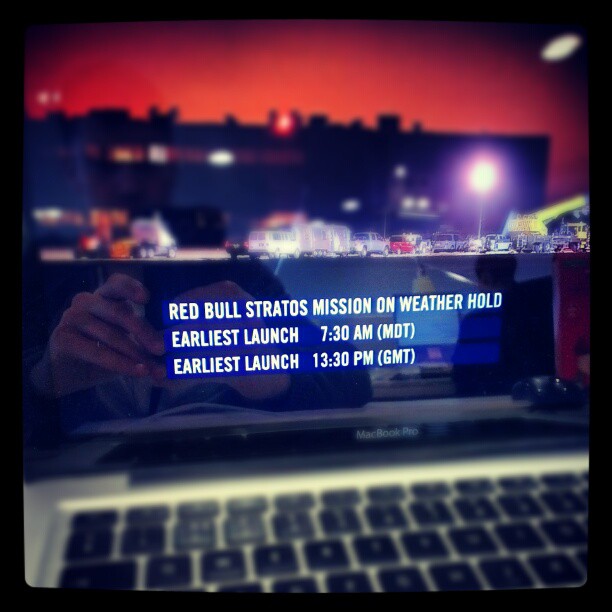 RED BULL STRATOS MISSION ON WEATHER HOLD
EARLIEST LAUNCH 7:30 AM (MDT)
EARLIEST LAUNCH 13:30 PM (GMT)
MacBook Pro